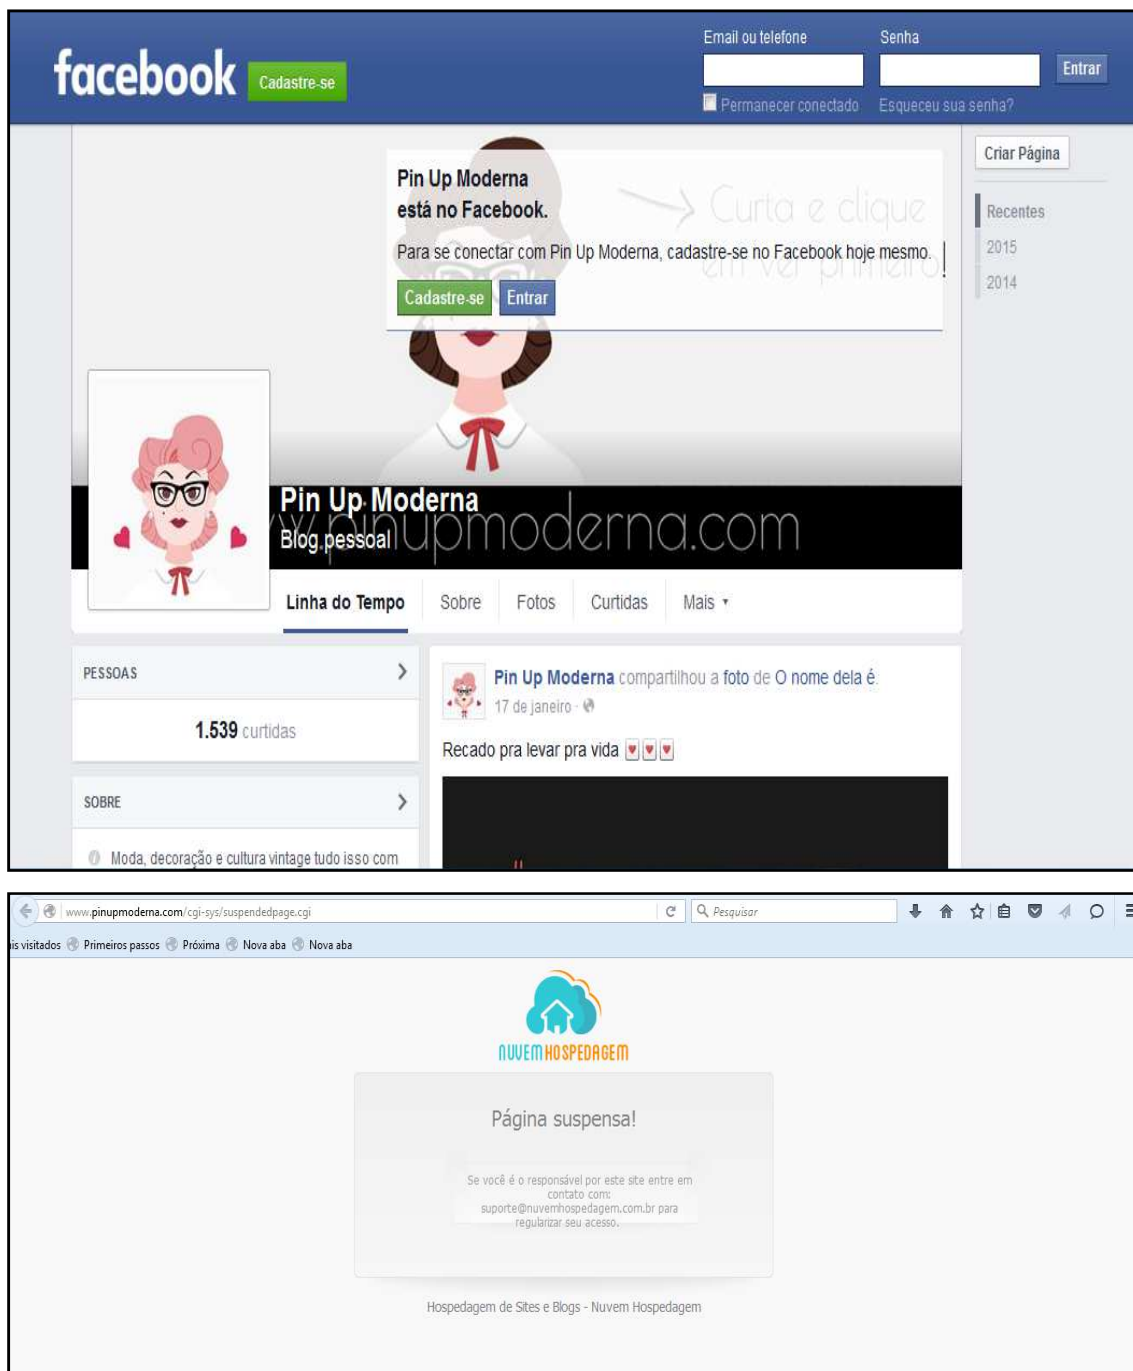 Email ou telefone
Senha
facebook
Cadastre-se
Entrar
Permanecer conectado
Esqueceu sua senha?
Pin Up Moderna
está no Facebook.
Curta e clique
em ver primeiro!
Para se conectar com Pin Up Moderna, cadastre-se no Facebook hoje mesmo.
Cadastre-se
Entrar
Criar Página
Recentes
2015
2014
Pin Up Moderna
Blog pessoal
www.pinupmoderna.com
Linha do Tempo
Sobre
Fotos
Curtidas
Mais
PESSOAS
1.539 curtidas
SOBRE
Moda, decoração e cultura vintage tudo isso com
Pin Up Moderna compartilhou a foto de O nome dela é.
17 de janeiro ·
Recado pra levar pra vida
www.pinupmoderna.com/cgi-sys/suspendedpage.cgi
Pesquisar
is visitados
Primeiros passos
Próxima
Nova aba
Nova aba
NUVEMHOSPEDAGEM
Página suspensa!
Se você é o responsável por este site entre em
contato com:
suporte@nuvemhospedagem.com.br para
regularizar seu acesso.
Hospedagem de Sites e Blogs - Nuvem Hospedagem